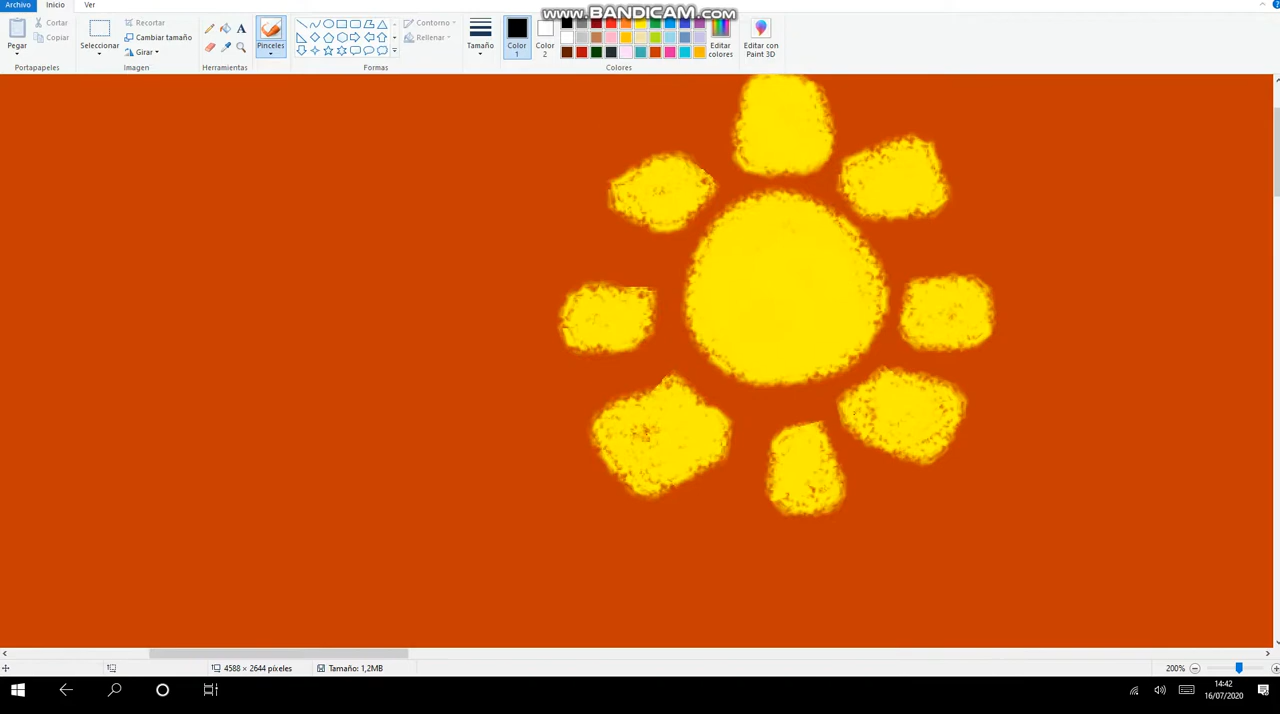 www.BANDICAM.com
Archivo Inicio Ver
Pegar
Cortar
Copiar
Portapapeles
Seleccionar
Recortar
Cambiar tamaño
Girar
Imagen
A
Herramientas
Pinceles
Contorno
Rellenar
Formas
Tamaño
Color 1
Color 2
Editar colores
Colores
Editar con Paint 3D
4588 × 2644 píxeles
Tamaño: 1,2MB
200%
14:42
16/07/2020